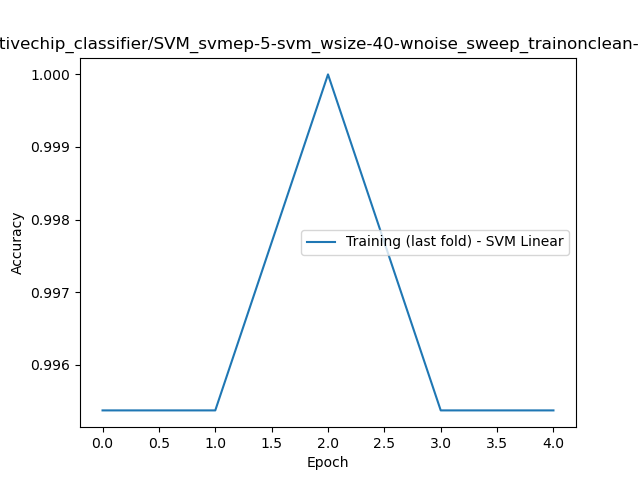 tivechip_classifier/SVM_svmep-5-svm_wsize-40-wnoise_sweep_trainonclean-
1.000
0.999
0.998
0.997
0.996
Accuracy
Training (last fold) - SVM Linear
0.0 0.5 1.0 1.5 2.0 2.5 3.0 3.5 4.0
Epoch